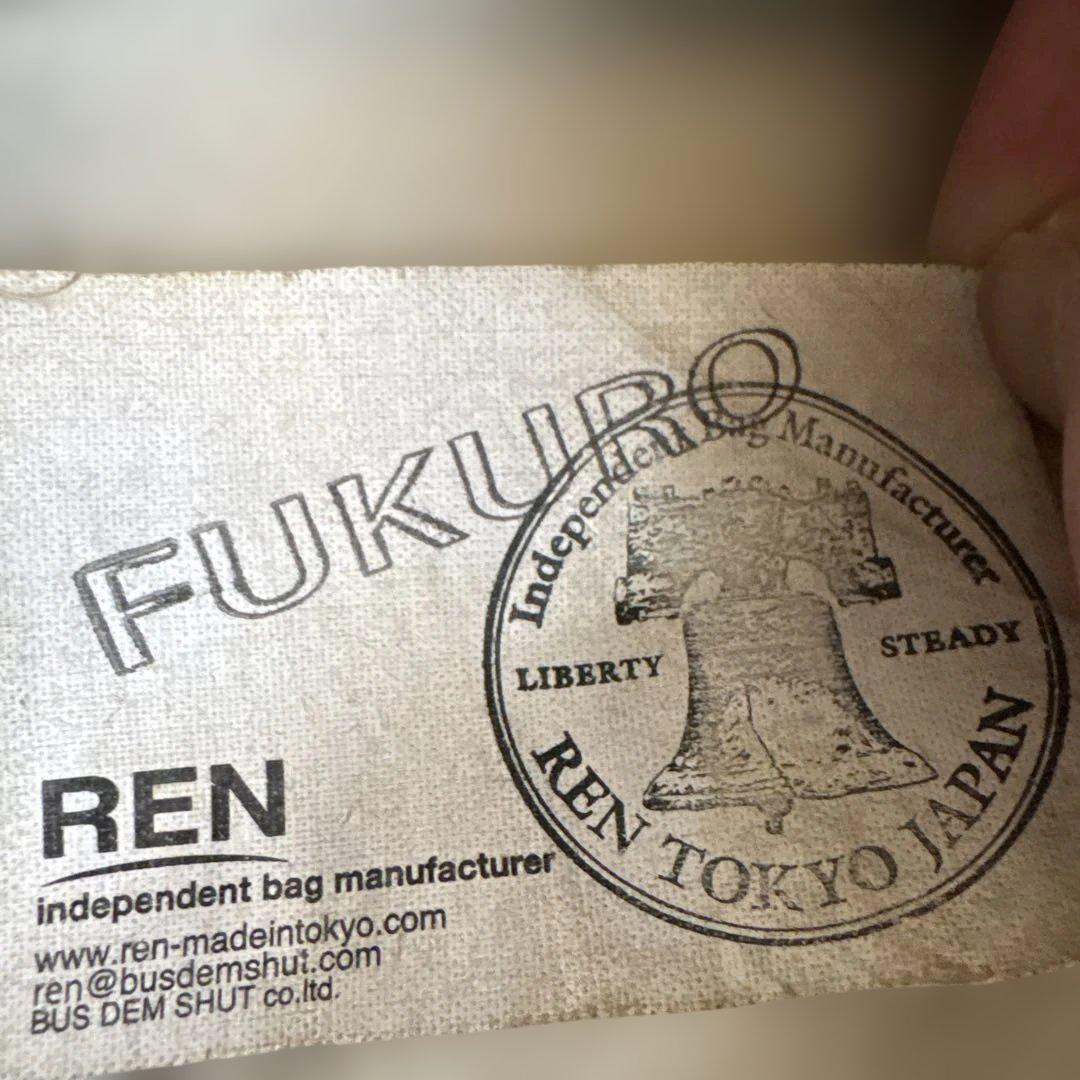 FUKURO
Independent Bag Manufacturer
LIBERTY
STEADY
REN TOKYO JAPAN
REN
independent bag manufacturer
www.ren-madeintokyo.com
ren@busdemshut.com
BUS DEM SHUT co.ltd.